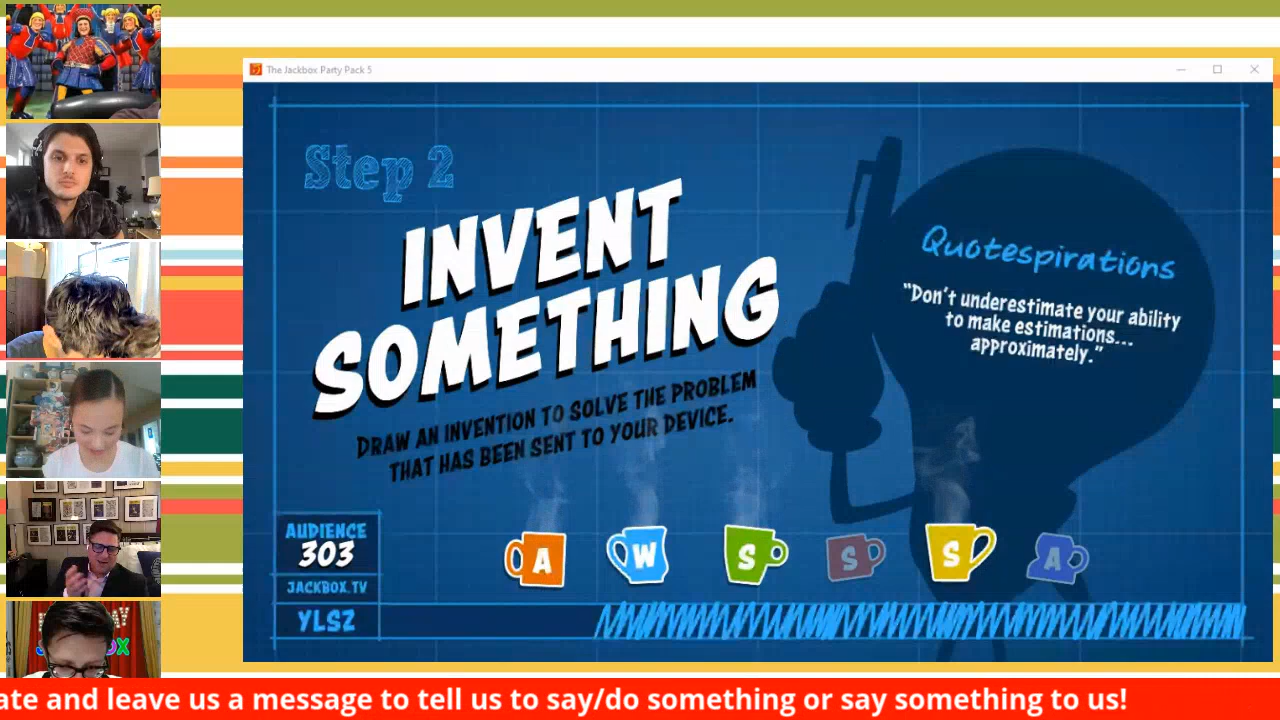 The Jackbox Party Pack 5
Step 2
INVENT
SOMETHING
DRAW AN INVENTION TO SOLVE THE PROBLEM
THAT HAS BEEN SENT TO YOUR DEVICE.
Quotespirations
"Don't underestimate your ability
to make estimations...
approximately."
AUDIENCE
303
JACKBOX.TV
YLSZ
A W S S S A
ate and leave us a message to tell us to say/do something or say something to us!